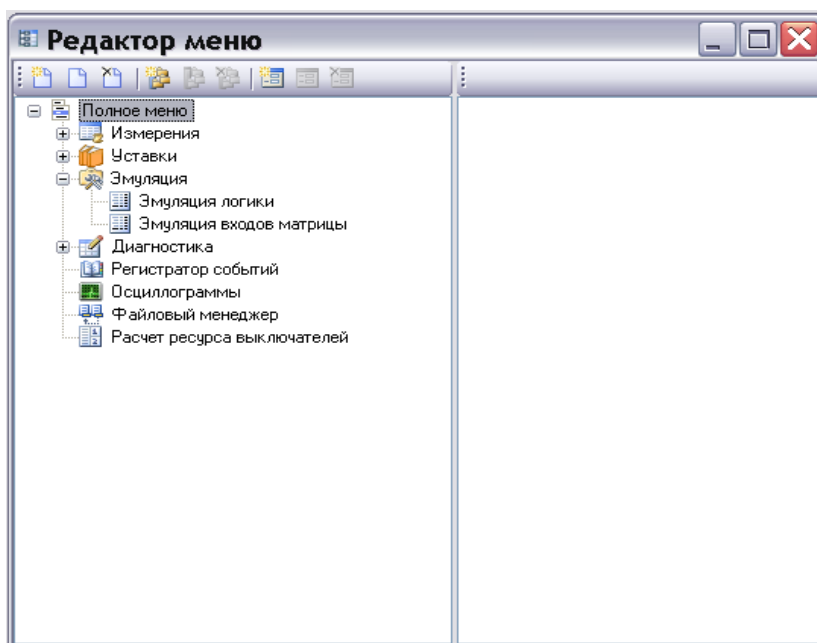 Редактор меню
Полное меню
Измерения
Уставки
Эмуляция
Эмуляция логики
Эмуляция входов матрицы
Диагностика
Регистратор событий
Осциллограммы
Файловый менеджер
Расчет ресурса выключателей